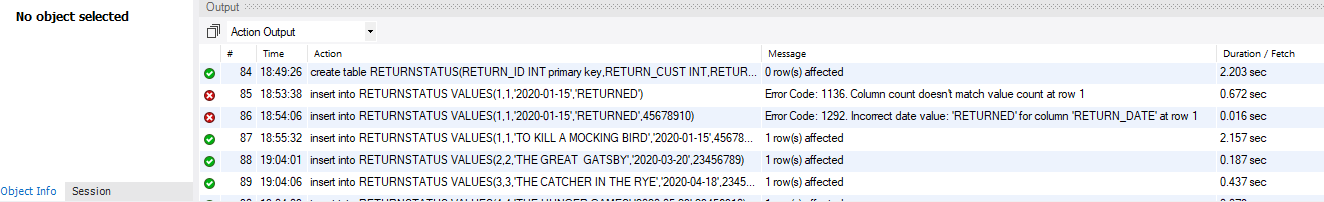 Output
No object selected
Action Output
# Time Action Message Duration / Fetch
84 18:49:26 create table RETURNSTATUS(RETURN_ID INT primary key,RETURN_CUST INT,RETUR... 0 row(s) affected 2.203 sec
85 18:53:38 insert into RETURNSTATUS VALUES(1,1,'2020-01-15','RETURNED') Error Code: 1136. Column count doesn't match value count at row 1 0.672 sec
86 18:54:06 insert into RETURNSTATUS VALUES(1,1,'2020-01-15','RETURNED',45678910) Error Code: 1292. Incorrect date value: 'RETURNED' for column 'RETURN_DATE' at row 1 0.016 sec
87 18:55:32 insert into RETURNSTATUS VALUES(1,1,'TO KILL A MOCKING BIRD','2020-01-15',45678... 1 row(s) affected 2.157 sec
88 19:04:01 insert into RETURNSTATUS VALUES(2,2,'THE GREAT  GATSBY','2020-03-20',23456789) 1 row(s) affected 0.187 sec
89 19:04:06 insert into RETURNSTATUS VALUES(3,3,'THE CATCHER IN THE RYE','2020-04-18',2345... 1 row(s) affected 0.437 sec
Object Info Session